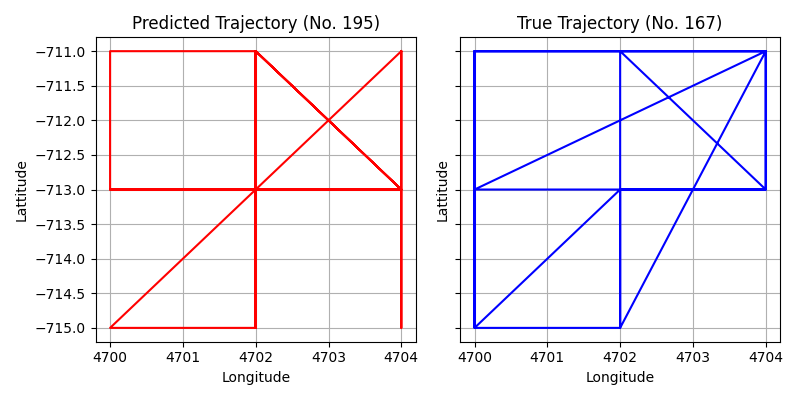 Predicted Trajectory (No. 195)
True Trajectory (No. 167)
−711.0
−711.5
−712.0
−712.5
−713.0
−713.5
−714.0
−714.5
−715.0
Lattitude
Lattitude
4700 4701 4702 4703 4704
4700 4701 4702 4703 4704
Longitude
Longitude